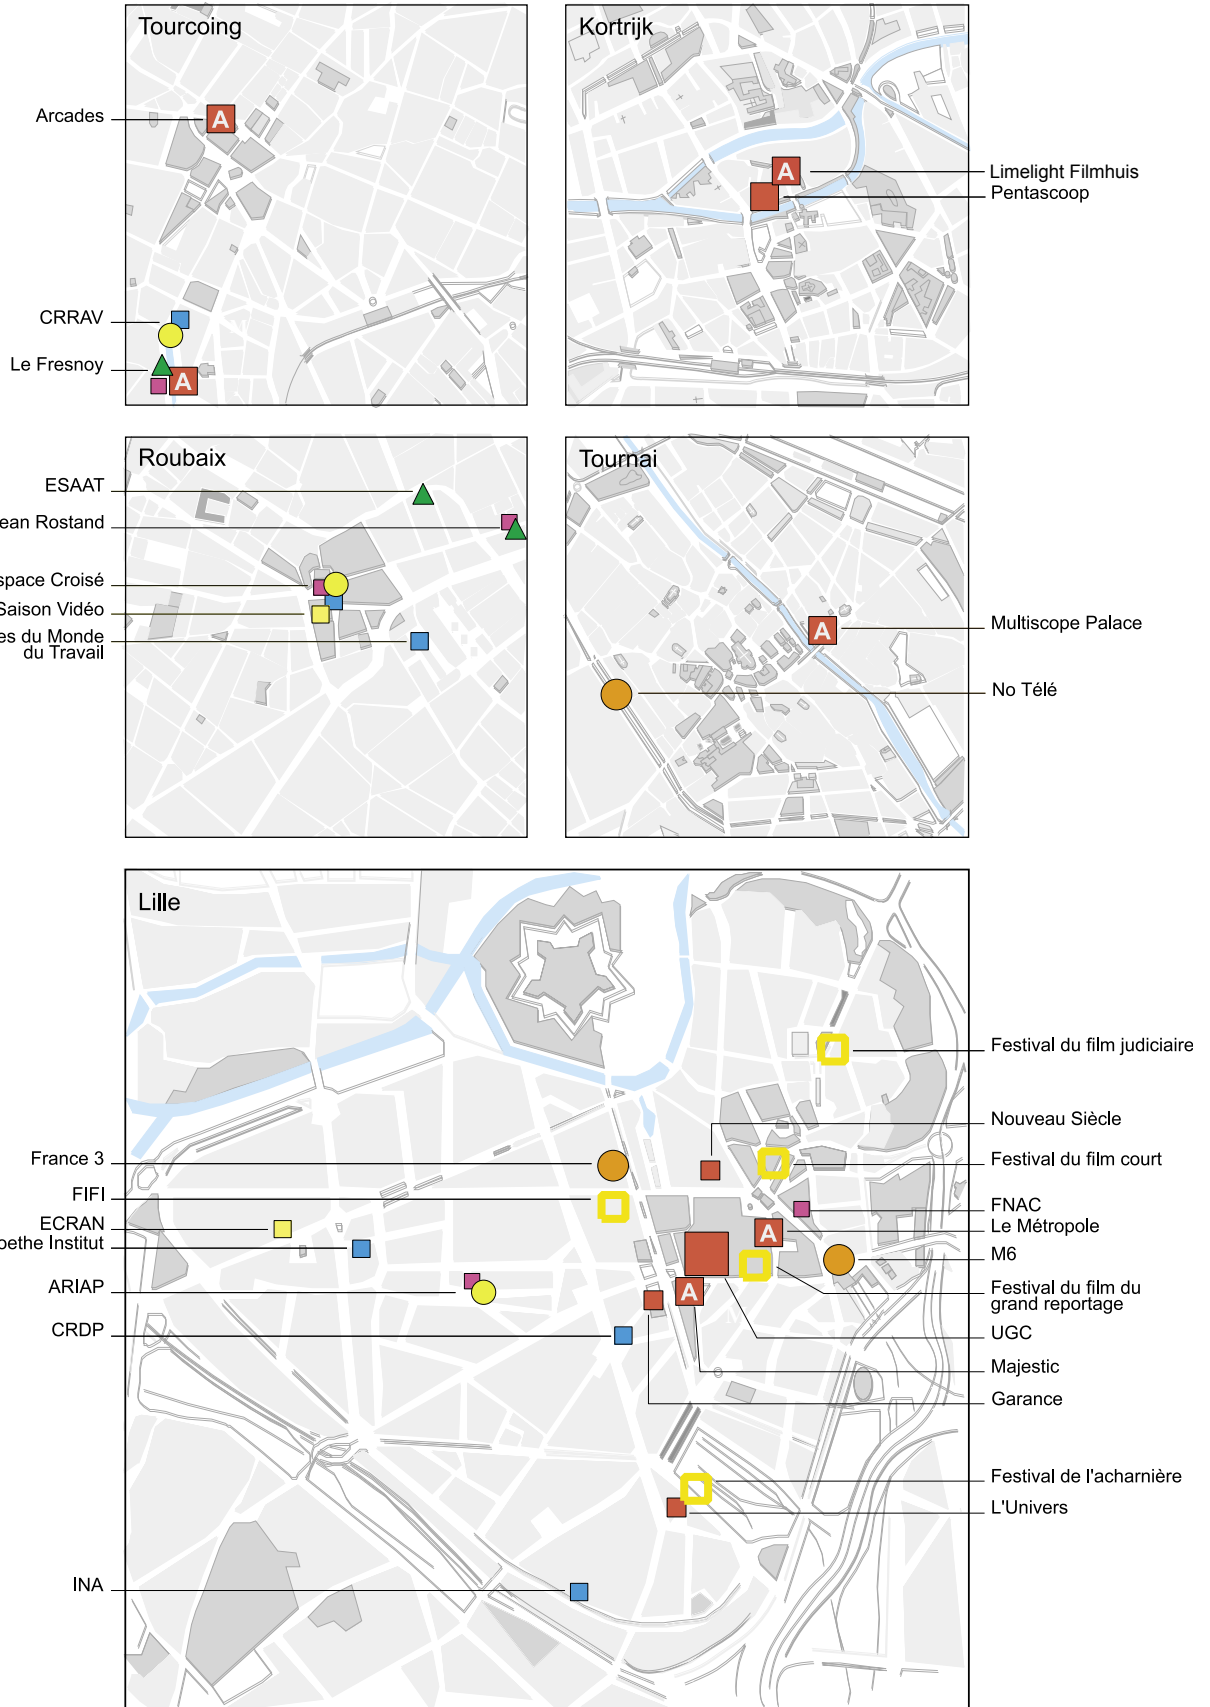 Tourcoing
Arcades
A
CRRAV
Le Fresnoy
A
Kortrijk
A
Limelight Filmhuis
Pentascoop
Roubaix
ESAAT
ean Rostand
space Croisé
Saison Vidéo
es du Monde
du Travail
Tournai
A
Multiscope Palace
No Télé
Lille
France 3
FIFI
ECRAN
oethe Institut
ARIAP
CRDP
INA
A
A
Festival du film judiciaire
Nouveau Siècle
Festival du film court
FNAC
Le Métropole
M6
Festival du film du
grand reportage
UGC
Majestic
Garance
Festival de l'acharnière
L'Univers